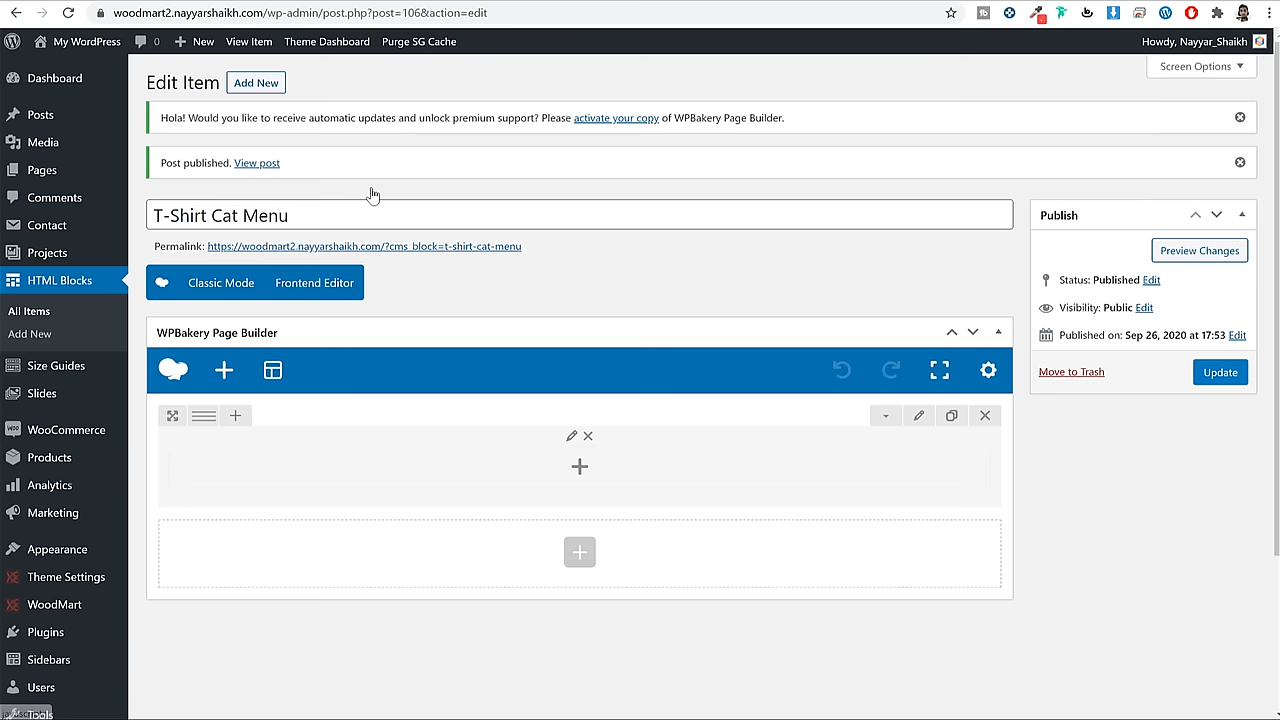 woodmart2.nayyarshaikh.com/wp-admin/post.php?post=106&action=edit
My WordPress 0 New View Item Theme Dashboard Purge SG Cache Howdy, Nayyar_Shaikh
Screen Options
Edit Item Add New
Hola! Would you like to receive automatic updates and unlock premium support? Please activate your copy of WPBakery Page Builder.
Post published. View post
T-Shirt Cat Menu
Permalink: https://woodmart2.nayyarshaikh.com/?cms_block=t-shirt-cat-menu
Classic Mode Frontend Editor
WPBakery Page Builder
Publish
Preview Changes
Status: Published Edit
Visibility: Public Edit
Published on: Sep 26, 2020 at 17:53 Edit
Move to Trash Update
Dashboard
Posts
Media
Pages
Comments
Contact
Projects
HTML Blocks
All Items
Add New
Size Guides
Slides
WooCommerce
Products
Analytics
Marketing
Appearance
Theme Settings
WoodMart
Plugins
Sidebars
Users
Tools